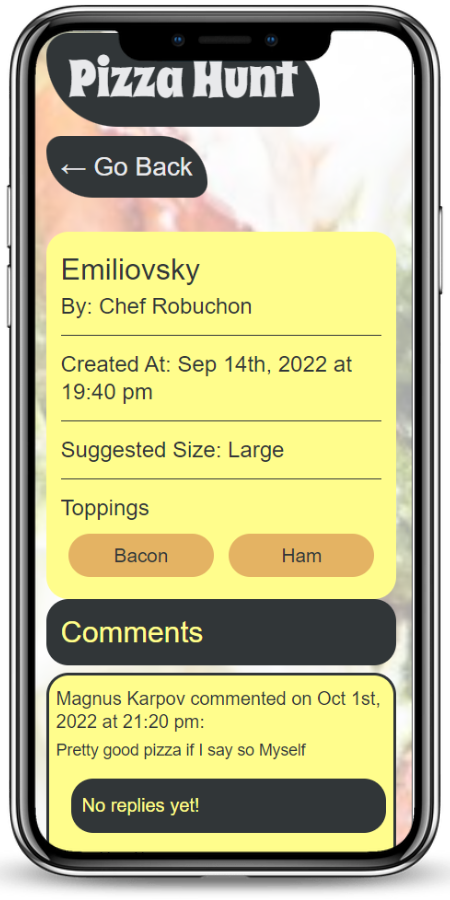 Pizza Hunt
← Go Back
Emiliovsky
By: Chef Robuchon
Created At: Sep 14th, 2022 at
19:40 pm
Suggested Size: Large
Toppings
Bacon Ham
Comments
Magnus Karpov commented on Oct 1st,
2022 at 21:20 pm:
Pretty good pizza if I say so Myself
No replies yet!